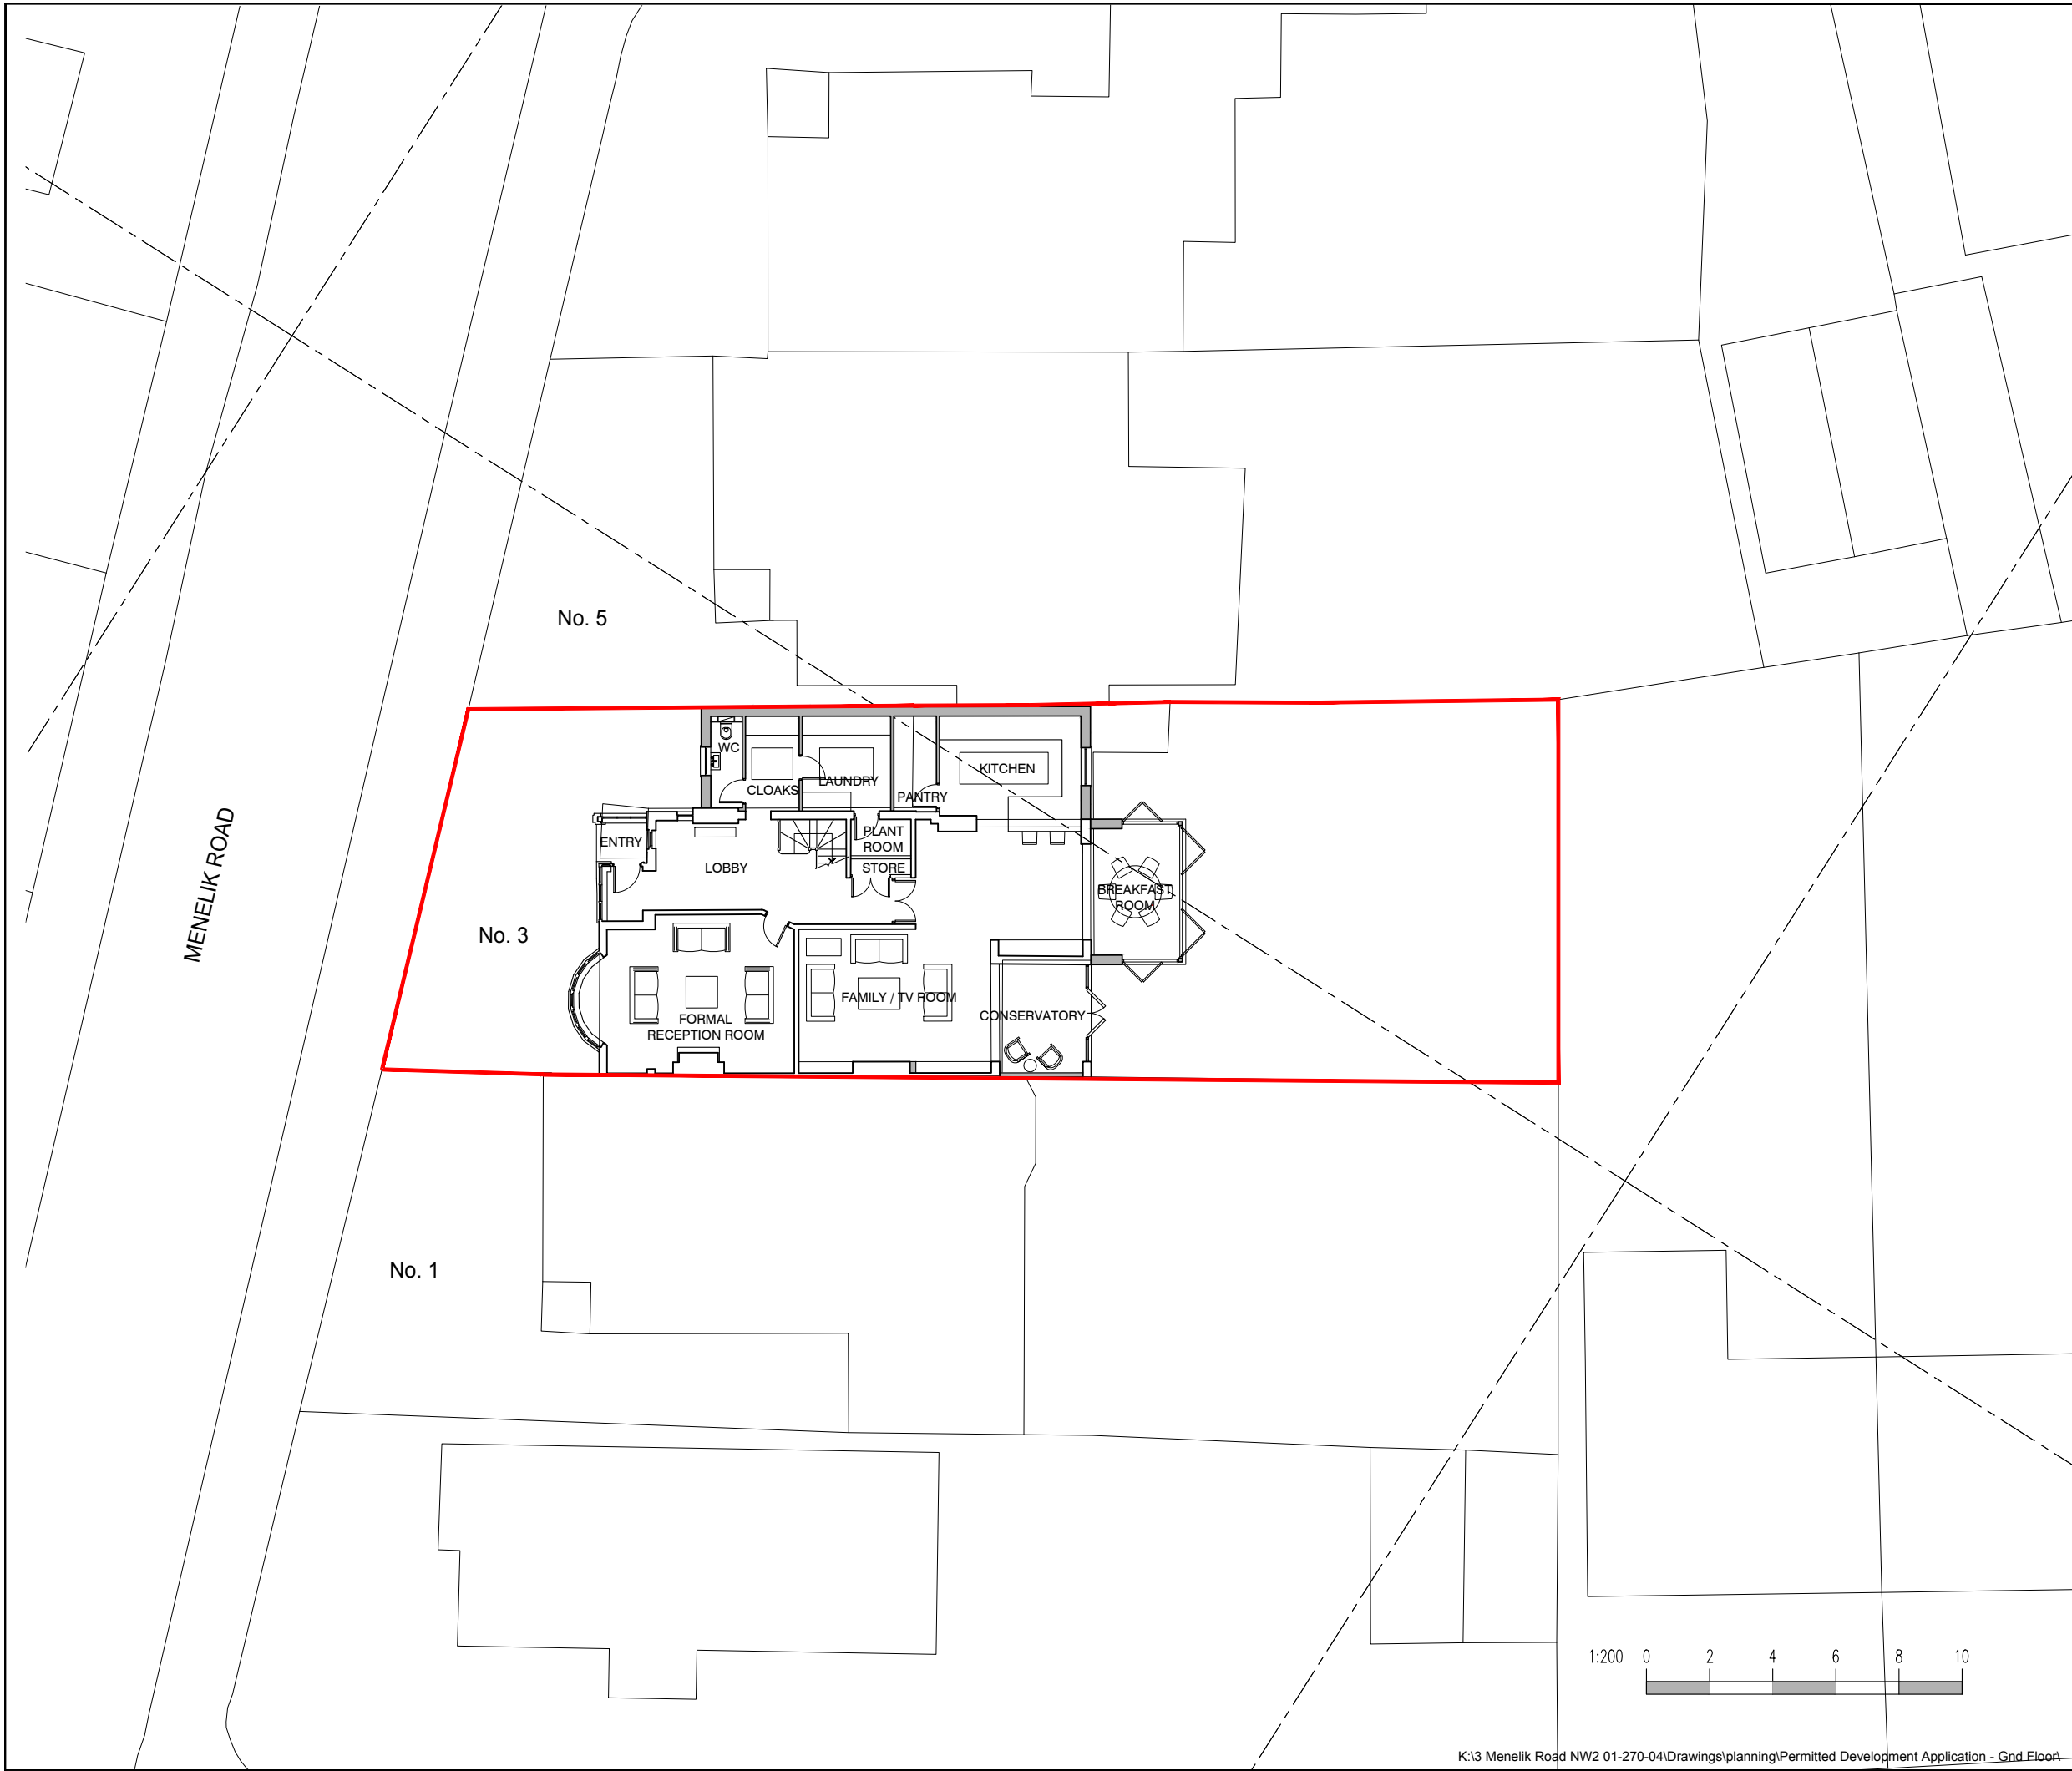 No. 5
WC
KITCHEN
LAUNDRY
CLOAKS
PANTRY
MENELIK ROAD
ENTRY
PLANT
ROOM
LOBBY
STORE
BREAKFAST
ROOM
No. 3
FAMILY / TV ROOM
CONSERVATORY
FORMAL
RECEPTION ROOM
No. 1
1:200 0 2 4 6 8 10
K:\3 Menelik Road NW2 01-270-04\Drawings\planning\Permitted Development Application - Gnd Floor\